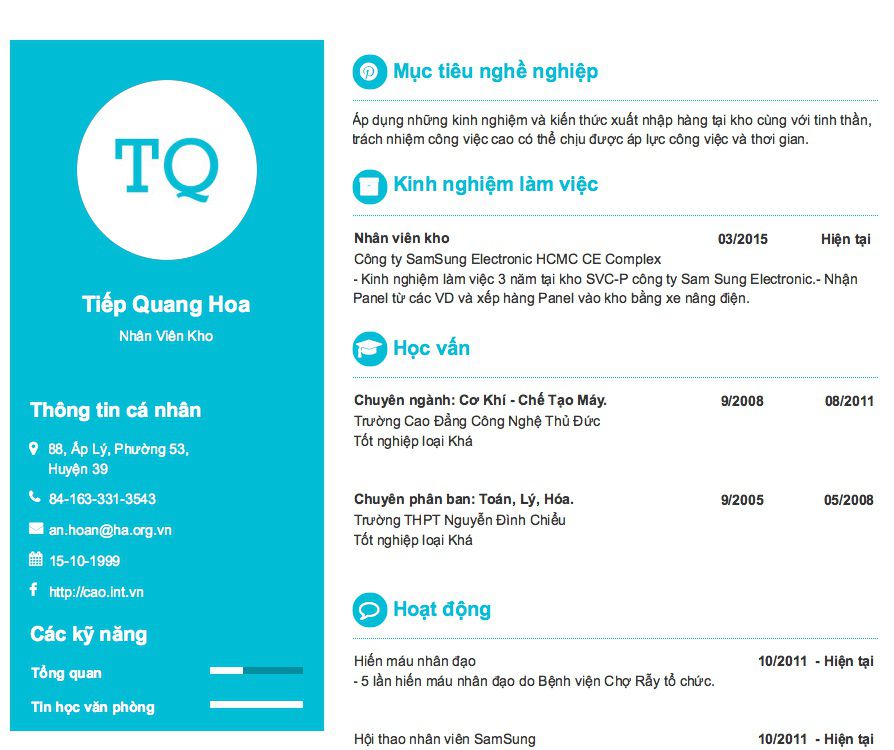 TQ
Tiếp Quang Hoa
Nhân Viên Kho
Thông tin cá nhân
88, Ấp Lý, Phường 53,
Huyện 39
84-163-331-3543
an.hoan@ha.org.vn
15-10-1999
http://cao.int.vn
Các kỹ năng
Tổng quan
Tin học văn phòng
Mục tiêu nghề nghiệp
Áp dụng những kinh nghiệm và kiến thức xuất nhập hàng tại kho cùng với tinh thần,
trách nhiệm công việc cao có thể chịu được áp lực công việc và thơi gian.
Kinh nghiệm làm việc
Nhân viên kho 03/2015 Hiện tại
Công ty SamSung Electronic HCMC CE Complex
- Kinh nghiệm làm việc 3 năm tại kho SVC-P công ty Sam Sung Electronic.- Nhận
Panel từ các VD và xếp hàng Panel vào kho bằng xe nâng điện.
Học vấn
Chuyên ngành: Cơ Khí - Chế Tạo Máy. 9/2008 08/2011
Trường Cao Đẳng Công Nghệ Thủ Đức
Tốt nghiệp loại Khá
Chuyên phân ban: Toán, Lý, Hóa. 9/2005 05/2008
Trường THPT Nguyễn Đình Chiểu
Tốt nghiệp loại Khá
Hoạt động
Hiến máu nhân đạo 10/2011 - Hiện tại
- 5 lần hiến máu nhân đạo do Bệnh viện Chợ Rẫy tổ chức.
Hội thao nhân viên SamSung 10/2011 - Hiện tại